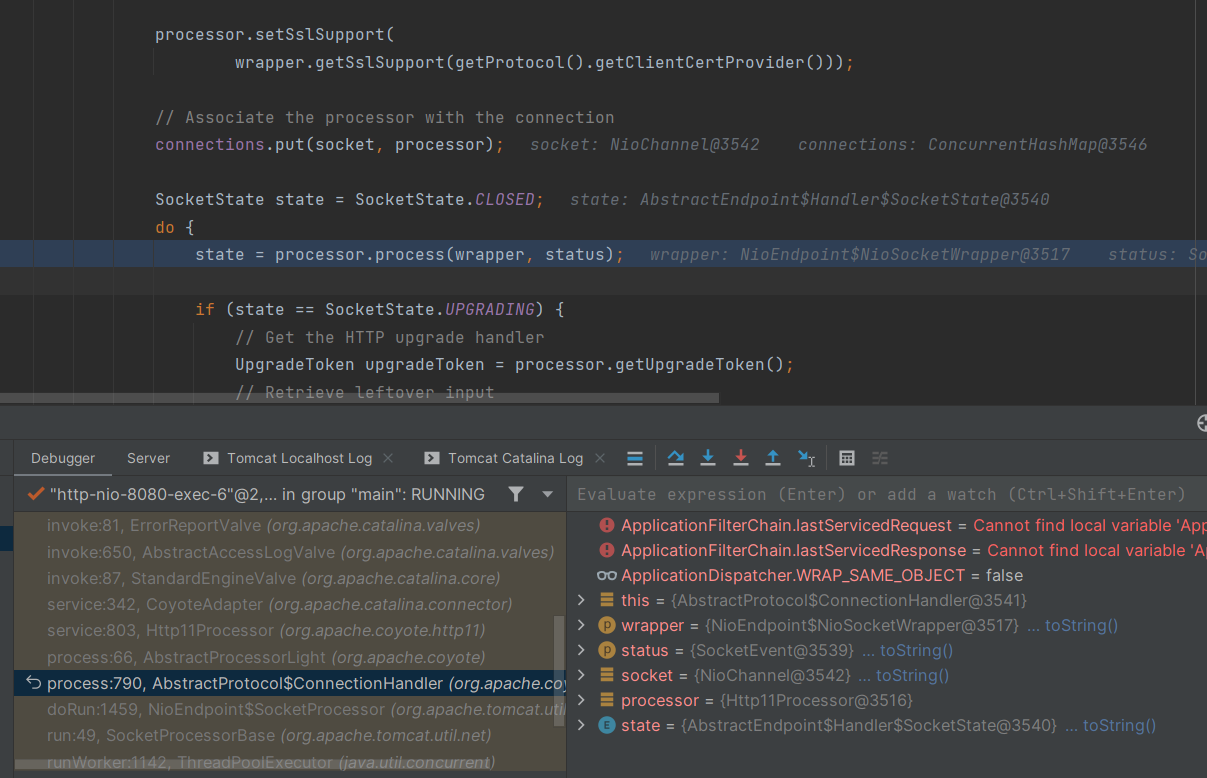 processor.setSslSupport(
wrapper.getSslSupport(getProtocol().getClientCertProvider()));
// Associate the processor with the connection
connections.put(socket, processor); socket: NioChannel@3542 connections: ConcurrentHashMap@3546
SocketState state = SocketState.CLOSED; state: AbstractEndpoint$Handler$SocketState@3540
do {
state = processor.process(wrapper, status); wrapper: NioEndpoint$NioSocketWrapper@3517 status: So
if (state == SocketState.UPGRADING) {
// Get the HTTP upgrade handler
UpgradeToken upgradeToken = processor.getUpgradeToken();
// Retrieve leftover input
Debugger Server Tomcat Localhost Log Tomcat Catalina Log
"http-nio-8080-exec-6"@2,... in group "main": RUNNING
invoke:81, ErrorReportValve (org.apache.catalina.valves)
invoke:650, AbstractAccessLogValve (org.apache.catalina.valves)
invoke:87, StandardEngineValve (org.apache.catalina.core)
service:342, CoyoteAdapter (org.apache.catalina.connector)
service:803, Http11Processor (org.apache.coyote.http11)
process:66, AbstractProcessorLight (org.apache.coyote)
process:790, AbstractProtocol$ConnectionHandler (org.apache.coy
doRun:1459, NioEndpoint$SocketProcessor (org.apache.tomcat.util
run:49, SocketProcessorBase (org.apache.tomcat.util.net)
runWorker:1142, ThreadPoolExecutor (java.util.concurrent)
Evaluate expression (Enter) or add a watch (Ctrl+Shift+Enter)
ApplicationFilterChain.lastServicedRequest = Cannot find local variable 'App
ApplicationFilterChain.lastServicedResponse = Cannot find local variable 'A
ApplicationDispatcher.WRAP_SAME_OBJECT = false
this = {AbstractProtocol$ConnectionHandler@3541}
p wrapper = {NioEndpoint$NioSocketWrapper@3517} ... toString()
p status = {SocketEvent@3539} ... toString()
socket = {NioChannel@3542} ... toString()
processor = {Http11Processor@3516}
E state = {AbstractEndpoint$Handler$SocketState@3540} ... toString()